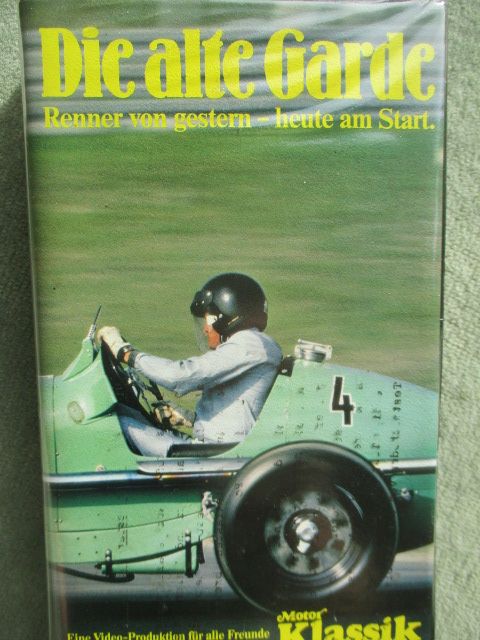 Die alte Garde
Renner von gestern – heute am Start.
4
Eine Video-Produktion für alle Freunde
Motor
Klassik